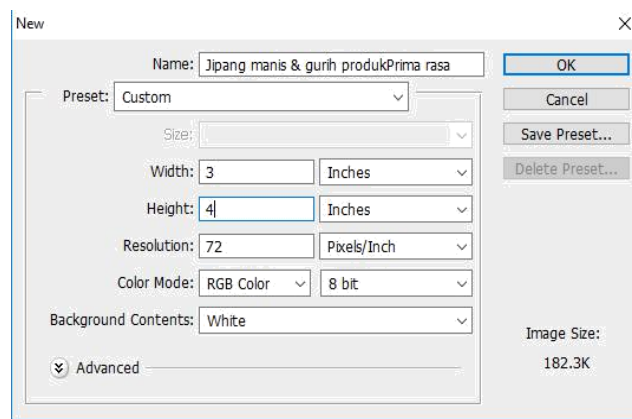 New
Name: Jipang manis & gurih produkPrima rasa
OK
Preset: Custom
Cancel
Size:
Save Preset...
Width: 3 Inches
Delete Preset...
Height: 4 Inches
Resolution: 72 Pixels/Inch
Color Mode: RGB Color 8 bit
Background Contents: White
Image Size:
182.3K
Advanced